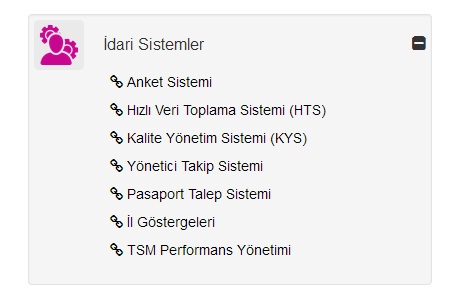 İdari Sistemler
Anket Sistemi
Hızlı Veri Toplama Sistemi (HTS)
Kalite Yönetim Sistemi (KYS)
Yönetici Takip Sistemi
Pasaport Talep Sistemi
İl Göstergeleri
TSM Performans Yönetimi